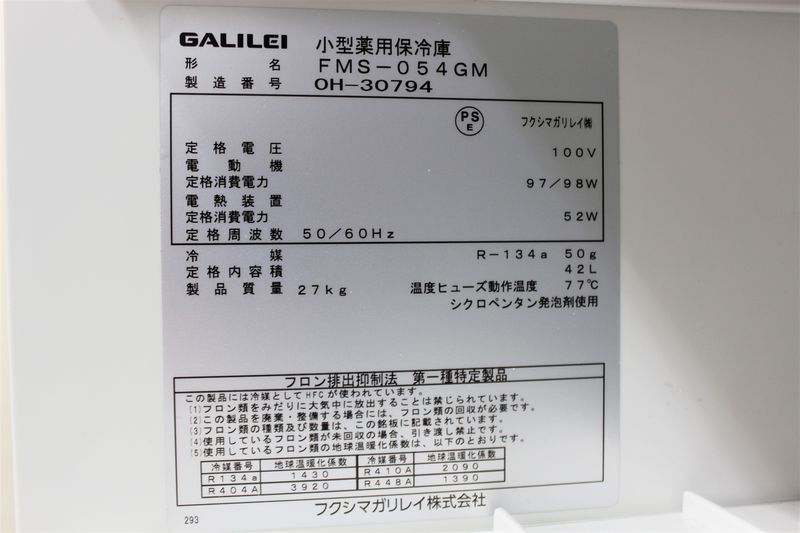 GALILEI 小型薬用保冷庫
形名 FMS-054GM
製造番号 0H-30794
PS E フクシマガリレイ㈱
定格電圧 100V
電動機
定格消費電力 97/98W
電熱装置
定格消費電力 52W
定格周波数 50/60Hz
冷媒 R-134a 50g
定格内容積 42L
製品質量 27kg 温度ヒューズ動作温度 77℃
シクロペンタン発泡剤使用
フロン排出抑制法 第一種特定製品
この製品には冷媒としてHFCが使われています。
(1)フロン類をみだりに大気中に放出することは禁じられています。
(2)この製品を廃棄・整備する場合には、フロン類の回収が必要です。
(3)フロン類の種類及び数量は、この銘板に記載されています。
(4)使用しているフロン類が未回収の場合、引き渡し禁止です。
(5)使用しているフロン類の地球温暖化係数は、以下のとおりです。
冷媒番号 地球温暖化係数 冷媒番号 地球温暖化係数
R134a 1430 R410A 2090
R404A 3920 R448A 1390
フクシマガリレイ株式会社
293